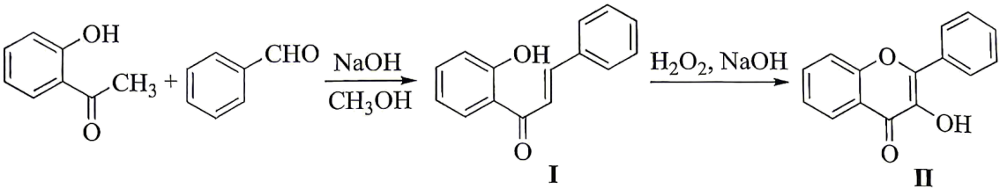 OH
CH₃
O
+
CHO
NaOH
CH₃OH
OH
O
I
H₂O₂, NaOH
O
OH
O
II